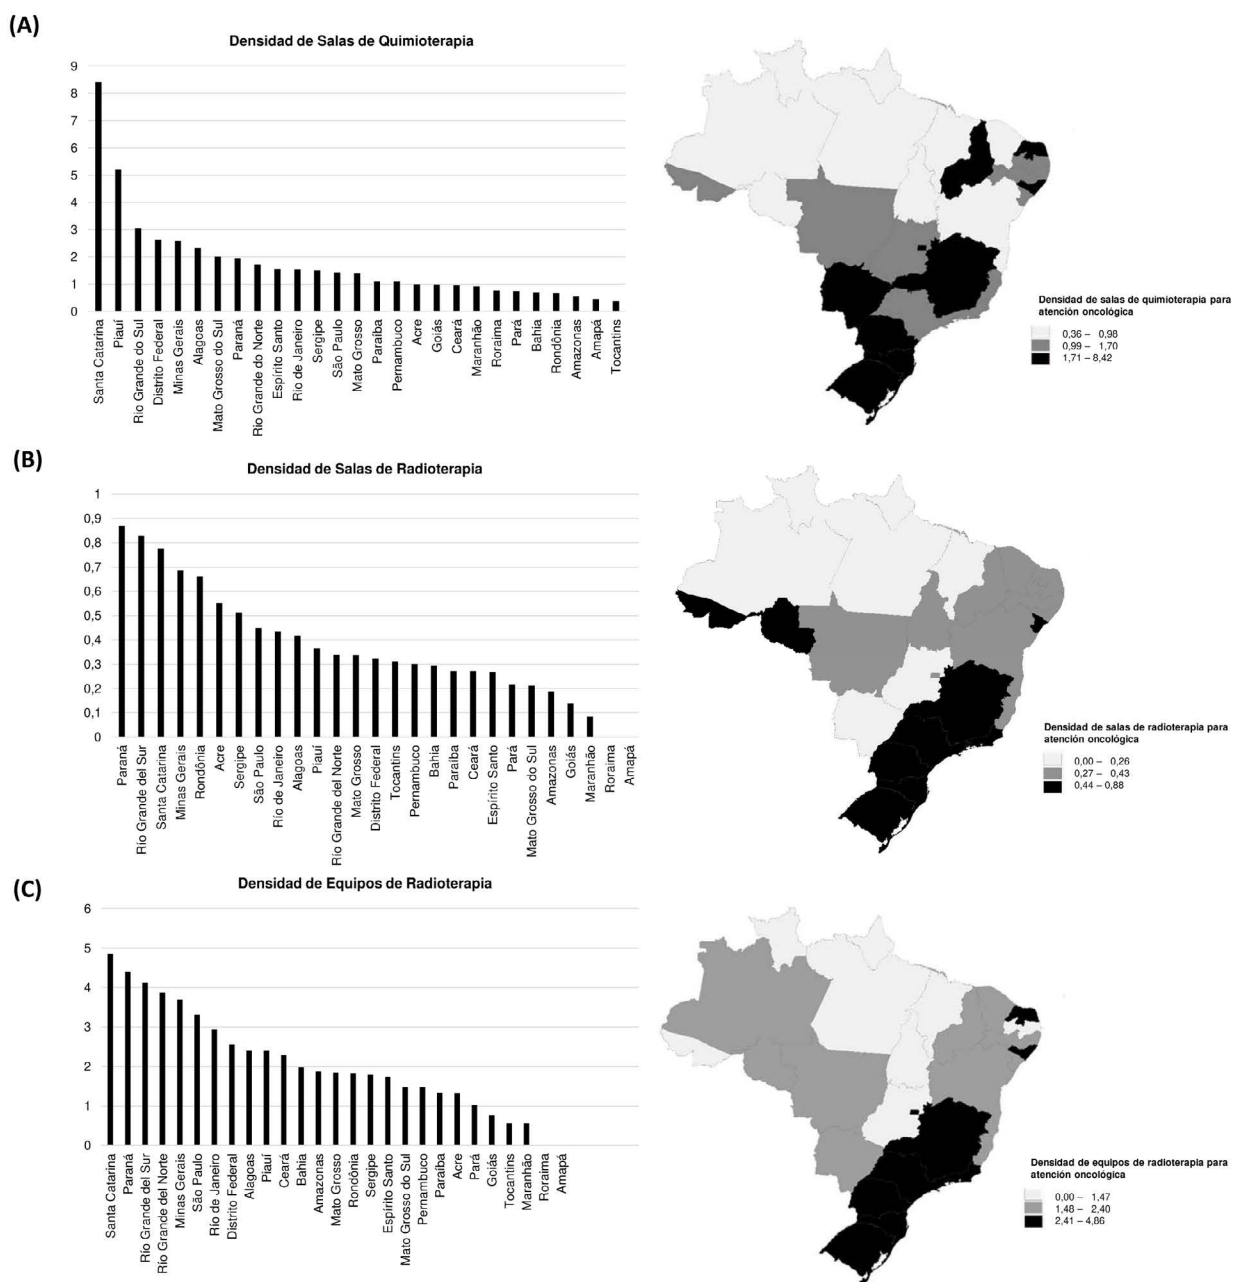 (A)
Densidad de Salas de Quimioterapia
9
8
7
6
5
4
3
2
1
0
Santa Catarina
Piauí
Rio Grande do Sul
Distrito Federal
Minas Gerais
Alagoas
Mato Grosso do Sul
Paraná
Rio Grande do Norte
Espírito Santo
Rio de Janeiro
Sergipe
São Paulo
Mato Grosso
Paraíba
Pernambuco
Acre
Goiás
Ceará
Maranhão
Roraima
Pará
Bahia
Rondônia
Amazonas
Amapá
Tocantins
Densidad de salas de quimioterapia para
atención oncológica
0,36 – 0,98
0,99 – 1,70
1,71 – 8,42
(B)
Densidad de Salas de Radioterapia
1
0,9
0,8
0,7
0,6
0,5
0,4
0,3
0,2
0,1
0
Paraná
Río Grande del Sur
Santa Catarina
Minas Gerais
Rondônia
Acre
Sergipe
São Paulo
Río de Janeiro
Alagoas
Piauí
Río Grande del Norte
Mato Grosso
Distrito Federal
Tocantins
Pernambuco
Bahia
Paraíba
Ceará
Espírito Santo
Pará
Mato Grosso do Sul
Amazonas
Goiás
Maranhão
Roraima
Amapá
Densidad de salas de radioterapia para
atención oncológica
0,00 – 0,26
0,27 – 0,43
0,44 – 0,88
(C)
Densidad de Equipos de Radioterapia
6
5
4
3
2
1
0
Santa Catarina
Paraná
Río Grande del Sur
Río Grande del Norte
Minas Gerais
São Paulo
Río de Janeiro
Distrito Federal
Alagoas
Piauí
Ceará
Bahia
Amazonas
Mato Grosso
Rondônia
Sergipe
Espírito Santo
Mato Grosso do Sul
Pernambuco
Paraíba
Acre
Pará
Goiás
Tocantins
Maranhão
Roraima
Amapá
Densidad de equipos de radioterapia para
atención oncológica
0,00 – 1,47
1,48 – 2,40
2,41 – 4,86